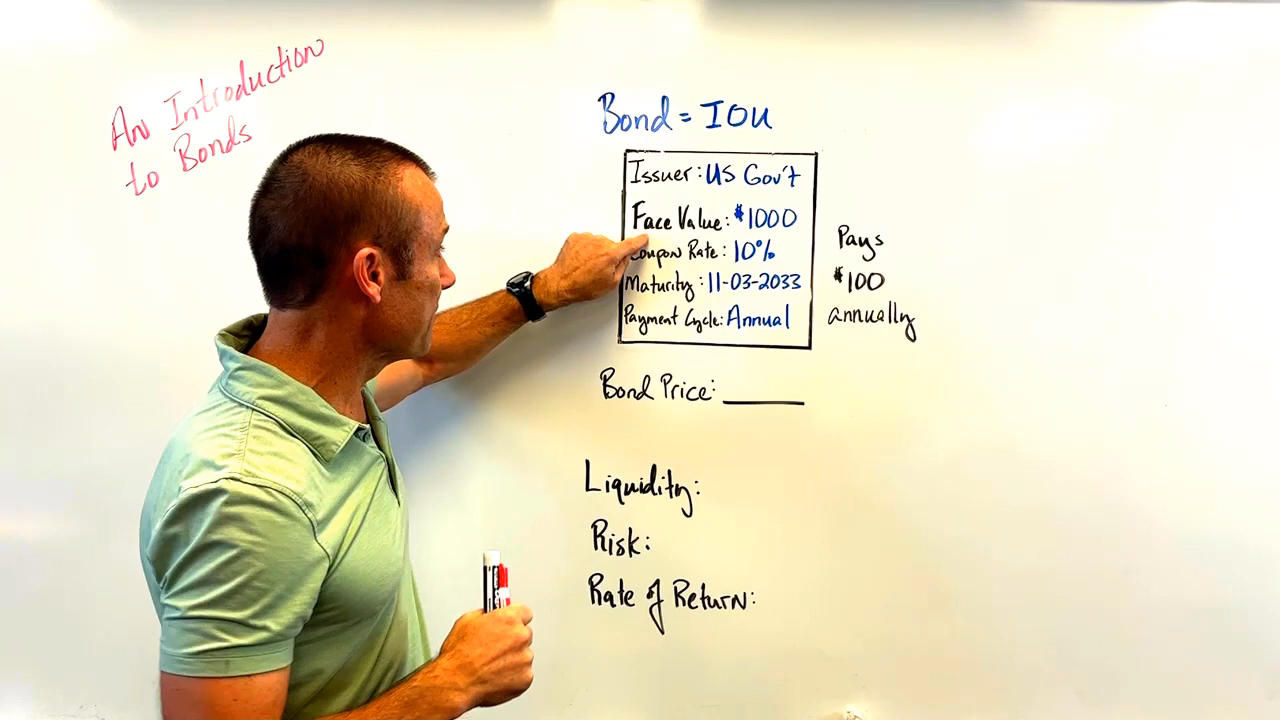 An Introduction
to Bonds
Bond = IOU
Issuer: US Gov't
Face Value: $1000
Coupon Rate: 10%
Maturity: 11-03-2033
Payment Cycle: Annual
Pays
$100
annually
Bond Price:
Liquidity:
Risk:
Rate of Return: